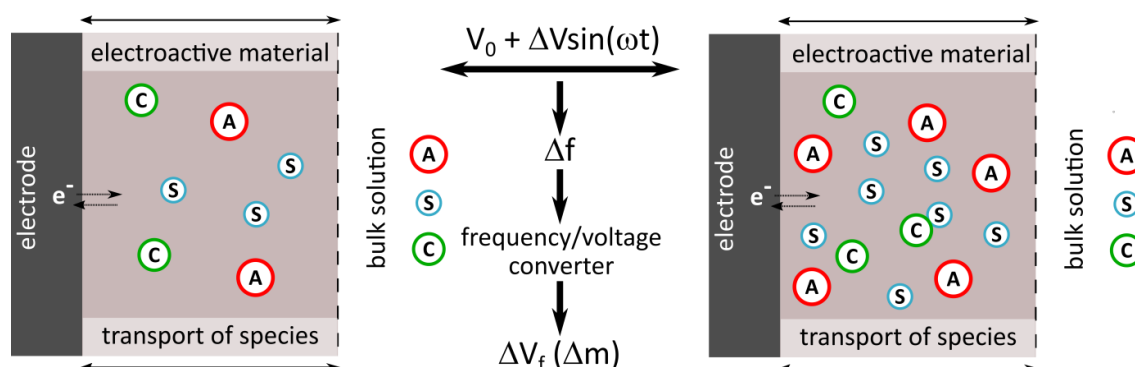 electrode
e-
electroactive material
C
A
S
S
S
C
A
transport of species
bulk solution
A
S
C
V₀ + ΔVsin(ωt)
Δf
frequency/voltage
converter
ΔV_f (Δm)
electrode
e-
electroactive material
C
A
A
S
S
A
S
S
C
S
S
C
A
A
S
transport of species
bulk solution
A
S
C